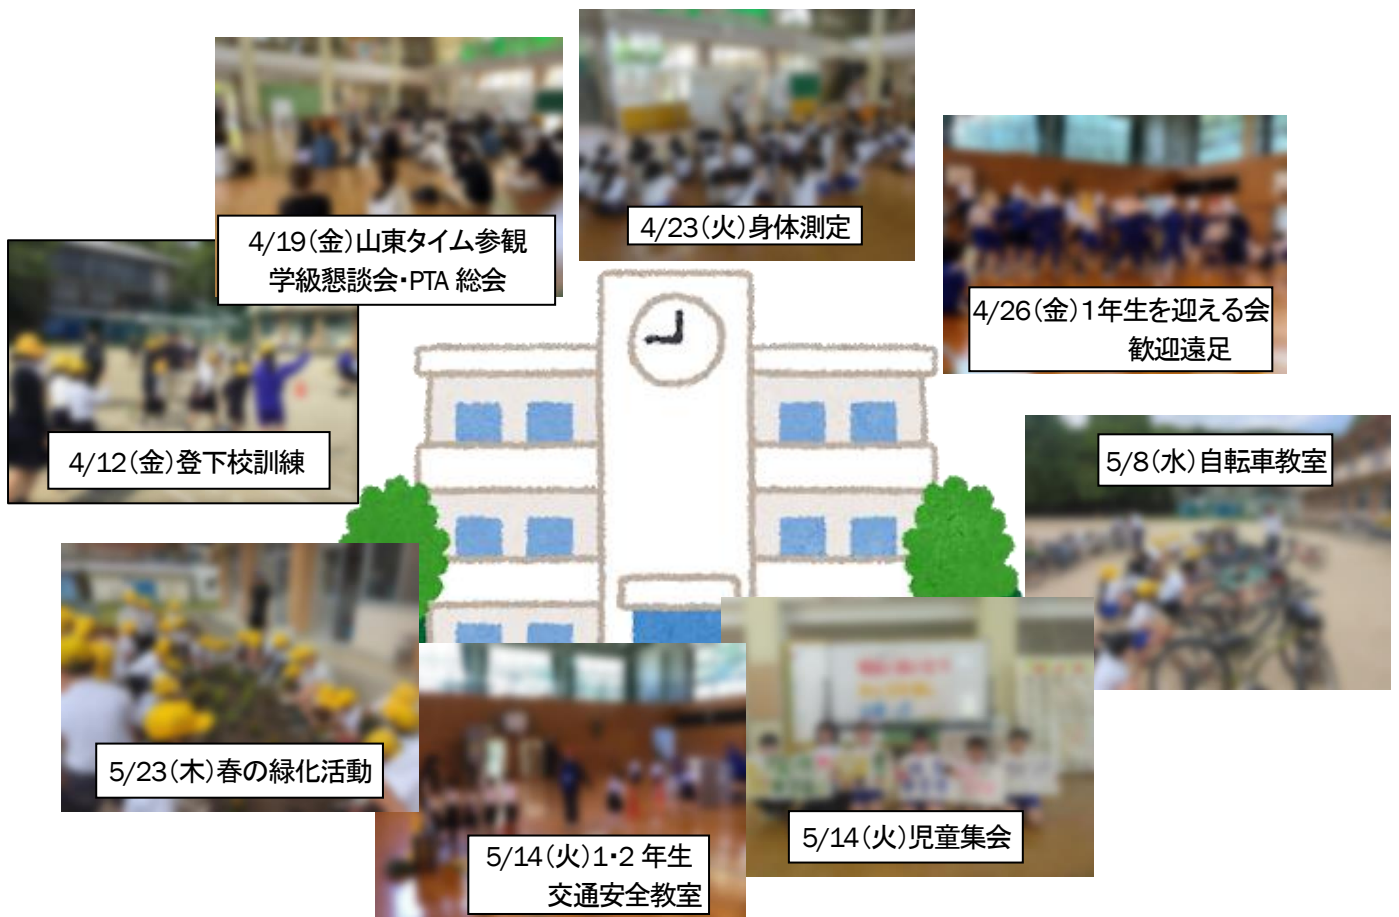 4/12(金)登下校訓練
4/19(金)山東タイム参観
学級懇談会・PTA 総会
4/23(火)身体測定
4/26(金)1年生を迎える会
歓迎遠足
5/8(水)自転車教室
5/14(火)児童集会
5/14(火)1・2 年生
交通安全教室
5/23(木)春の緑化活動